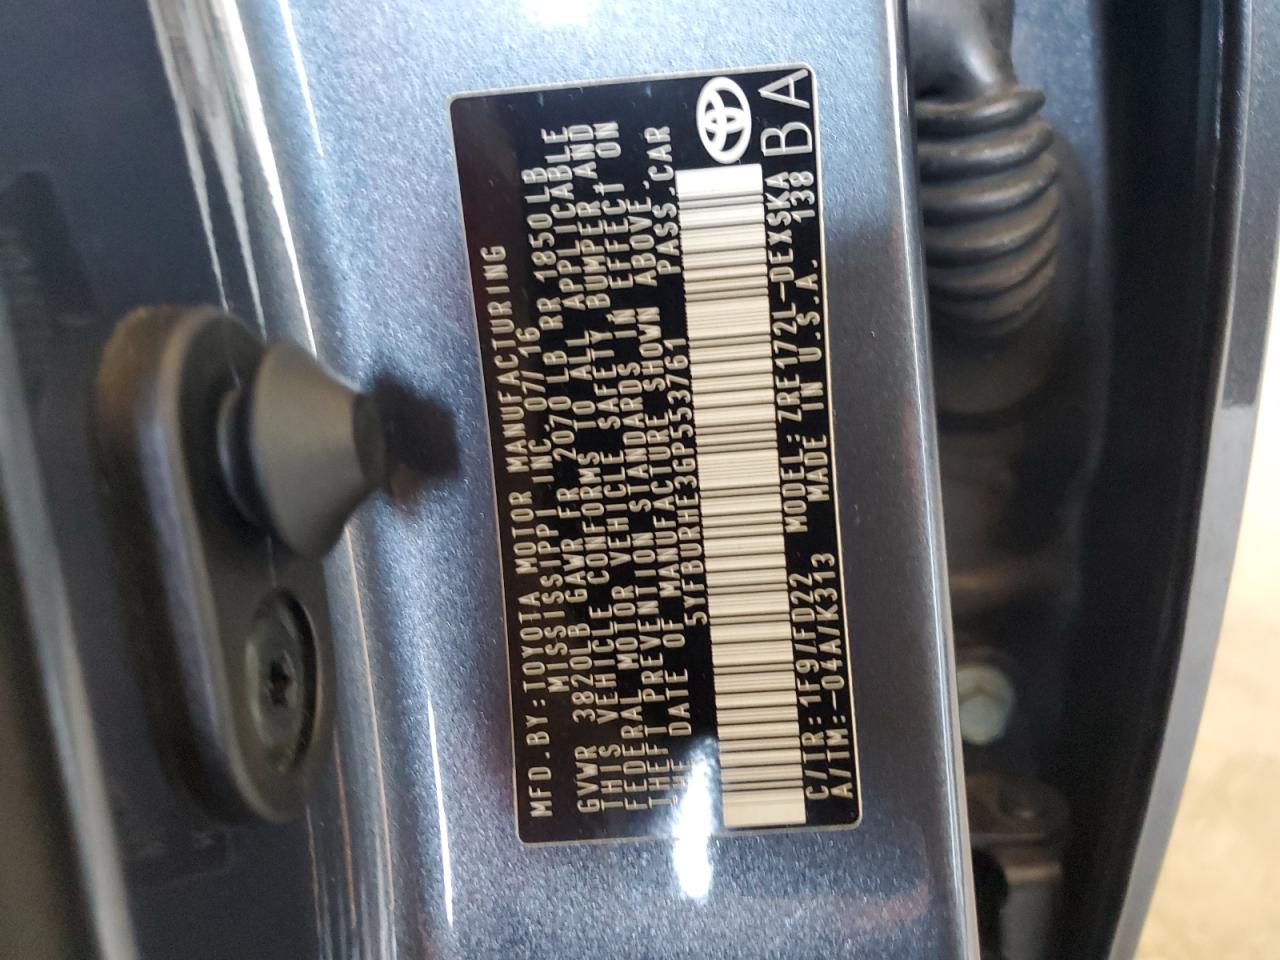 MFD.BY:TOYOTA MOTOR MANUFACTURING
MISSISSIPPI INC. 07/16
GVWR 3820LB GAWR FR 2070 LB RR 1850LB
THIS VEHICLE CONFORMS TO ALL APPLICABLE
FEDERAL MOTOR VEHICLE SAFETY, BUMPER, AND
THEFT PREVENTION STANDARDS IN EFFECT ON
THE DATE OF MANUFACTURE SHOWN ABOVE.
5YFBURHE3GP553761 PASS.CAR
C/TR:1F9/FD22 MODEL:ZRE172L-DEXSKA
A/TM:-04A/K313 MADE IN U.S.A. 138
BA